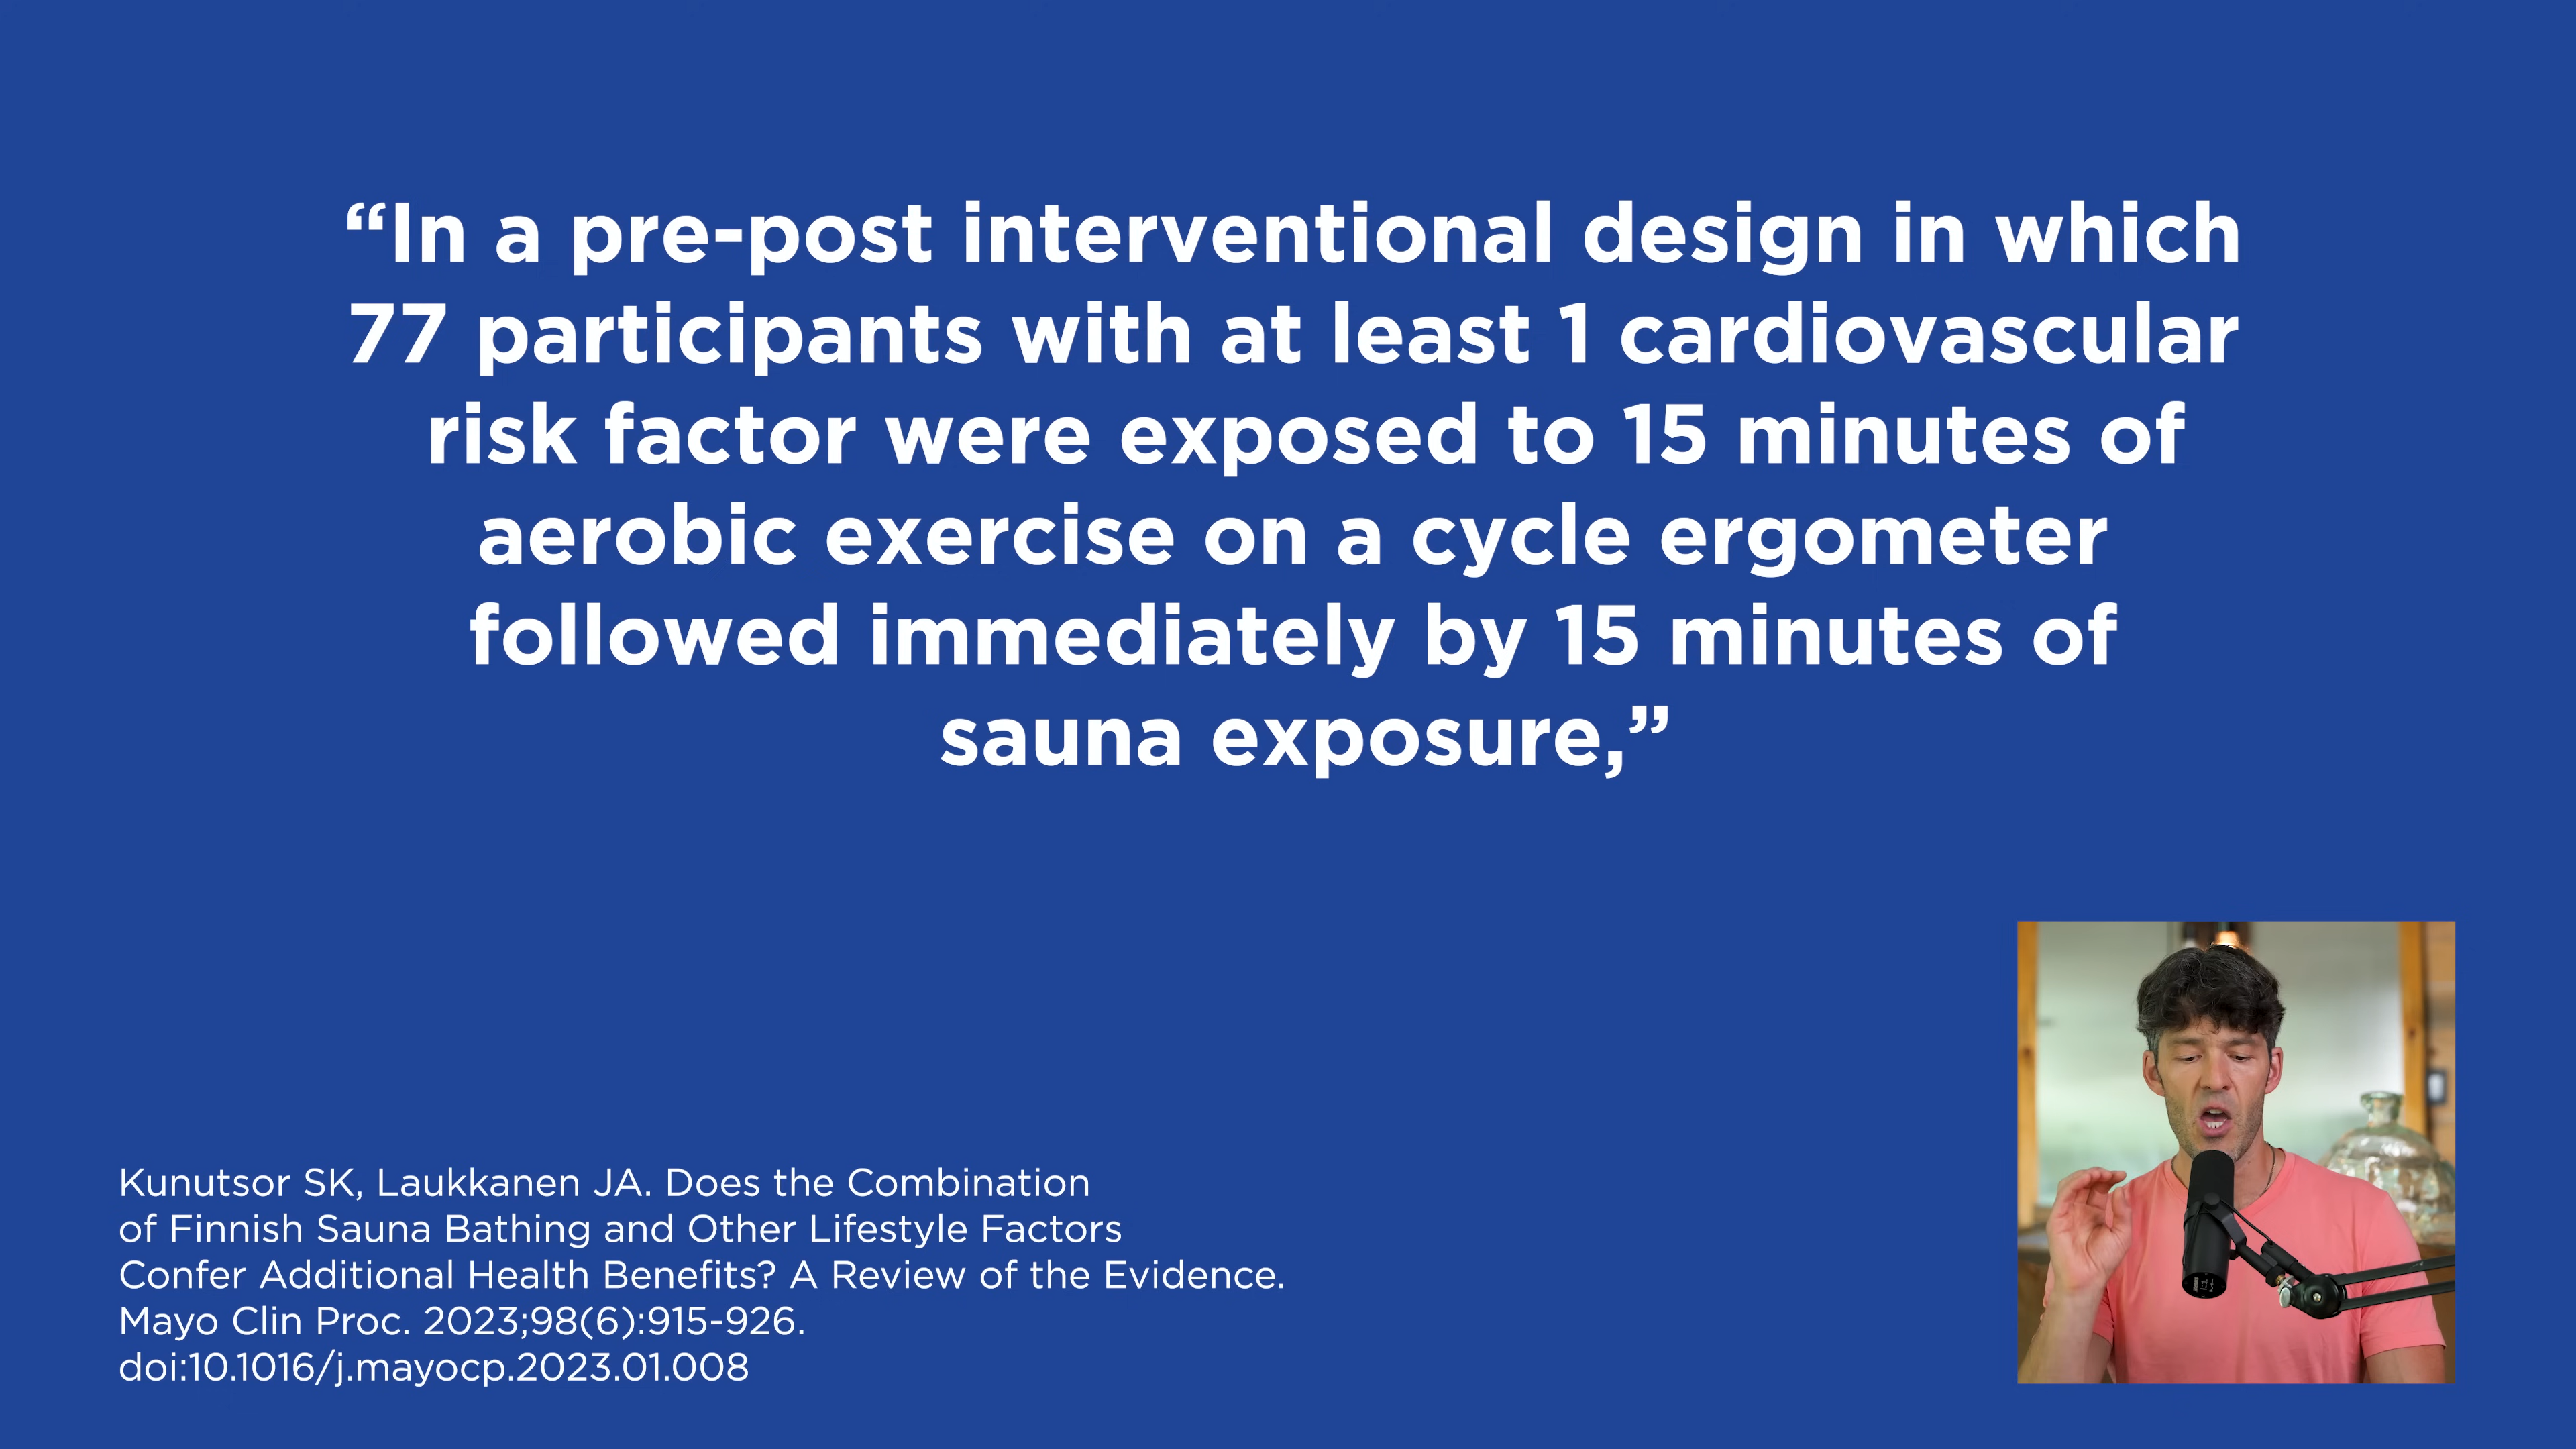 “In a pre-post interventional design in which
77 participants with at least 1 cardiovascular
risk factor were exposed to 15 minutes of
aerobic exercise on a cycle ergometer
followed immediately by 15 minutes of
sauna exposure,”
Kunutsor SK, Laukkanen JA. Does the Combination
of Finnish Sauna Bathing and Other Lifestyle Factors
Confer Additional Health Benefits? A Review of the Evidence.
Mayo Clin Proc. 2023;98(6):915-926.
doi:10.1016/j.mayocp.2023.01.008